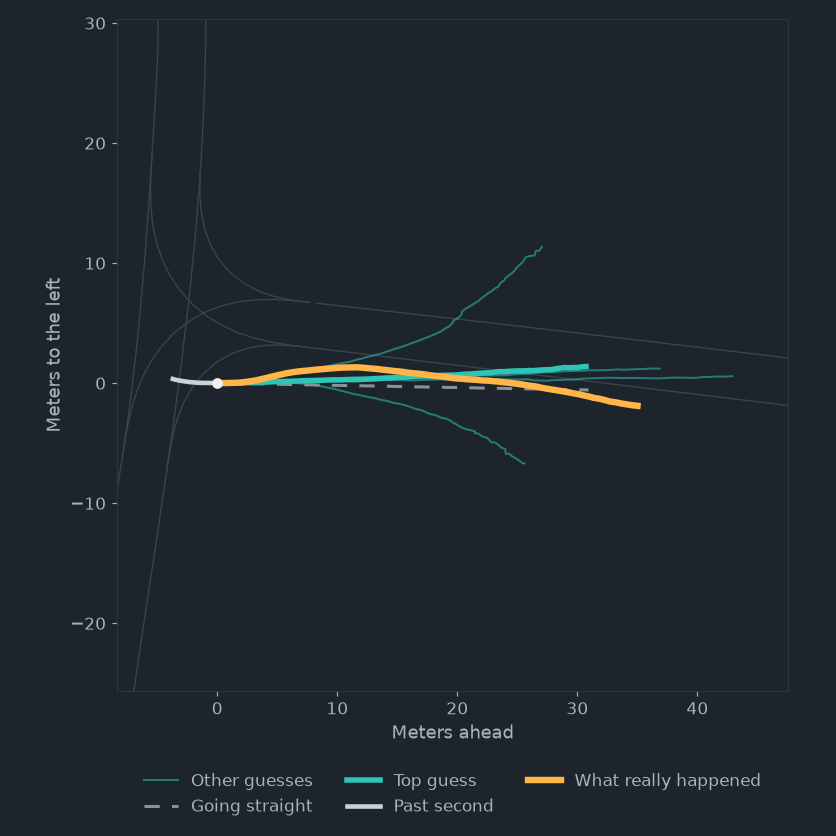 30
20
10
0
−10
−20
Meters to the left
0 10 20 30 40
Meters ahead
Other guesses Top guess What really happened
Going straight Past second